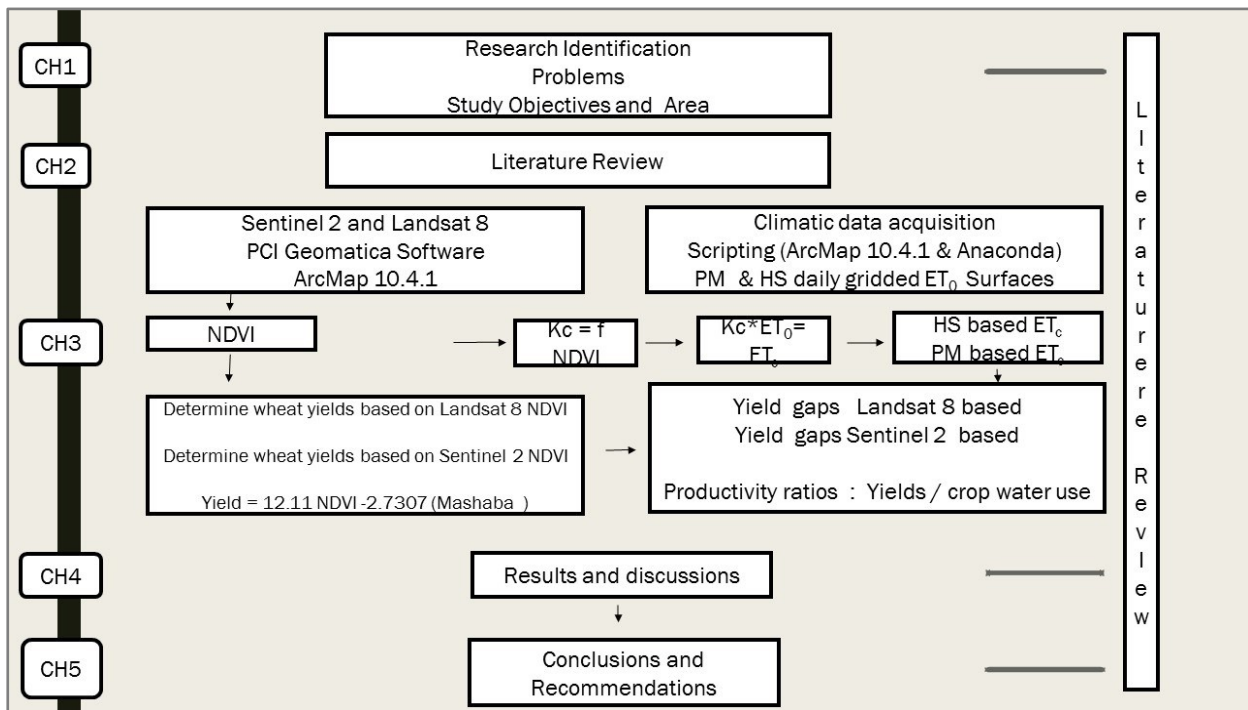 CH1
Research Identification
Problems
Study Objectives and Area
CH2
Literature Review
Sentinel 2 and Landsat 8
PCI Geomatica Software
ArcMap 10.4.1
Climatic data acquisition
Scripting (ArcMap 10.4.1 & Anaconda)
PM & HS daily gridded ET0 Surfaces
CH3
NDVI
Kc = f
NDVI
Kc*ET0=
ETc
HS based ETc
PM based ETc
Determine wheat yields based on Landsat 8 NDVI
Determine wheat yields based on Sentinel 2 NDVI
Yield = 12.11 NDVI -2.7307 (Mashaba )
Yield gaps Landsat 8 based
Yield gaps Sentinel 2 based
Productivity ratios : Yields / crop water use
CH4
Results and discussions
CH5
Conclusions and
Recommendations
LIterature RevIew